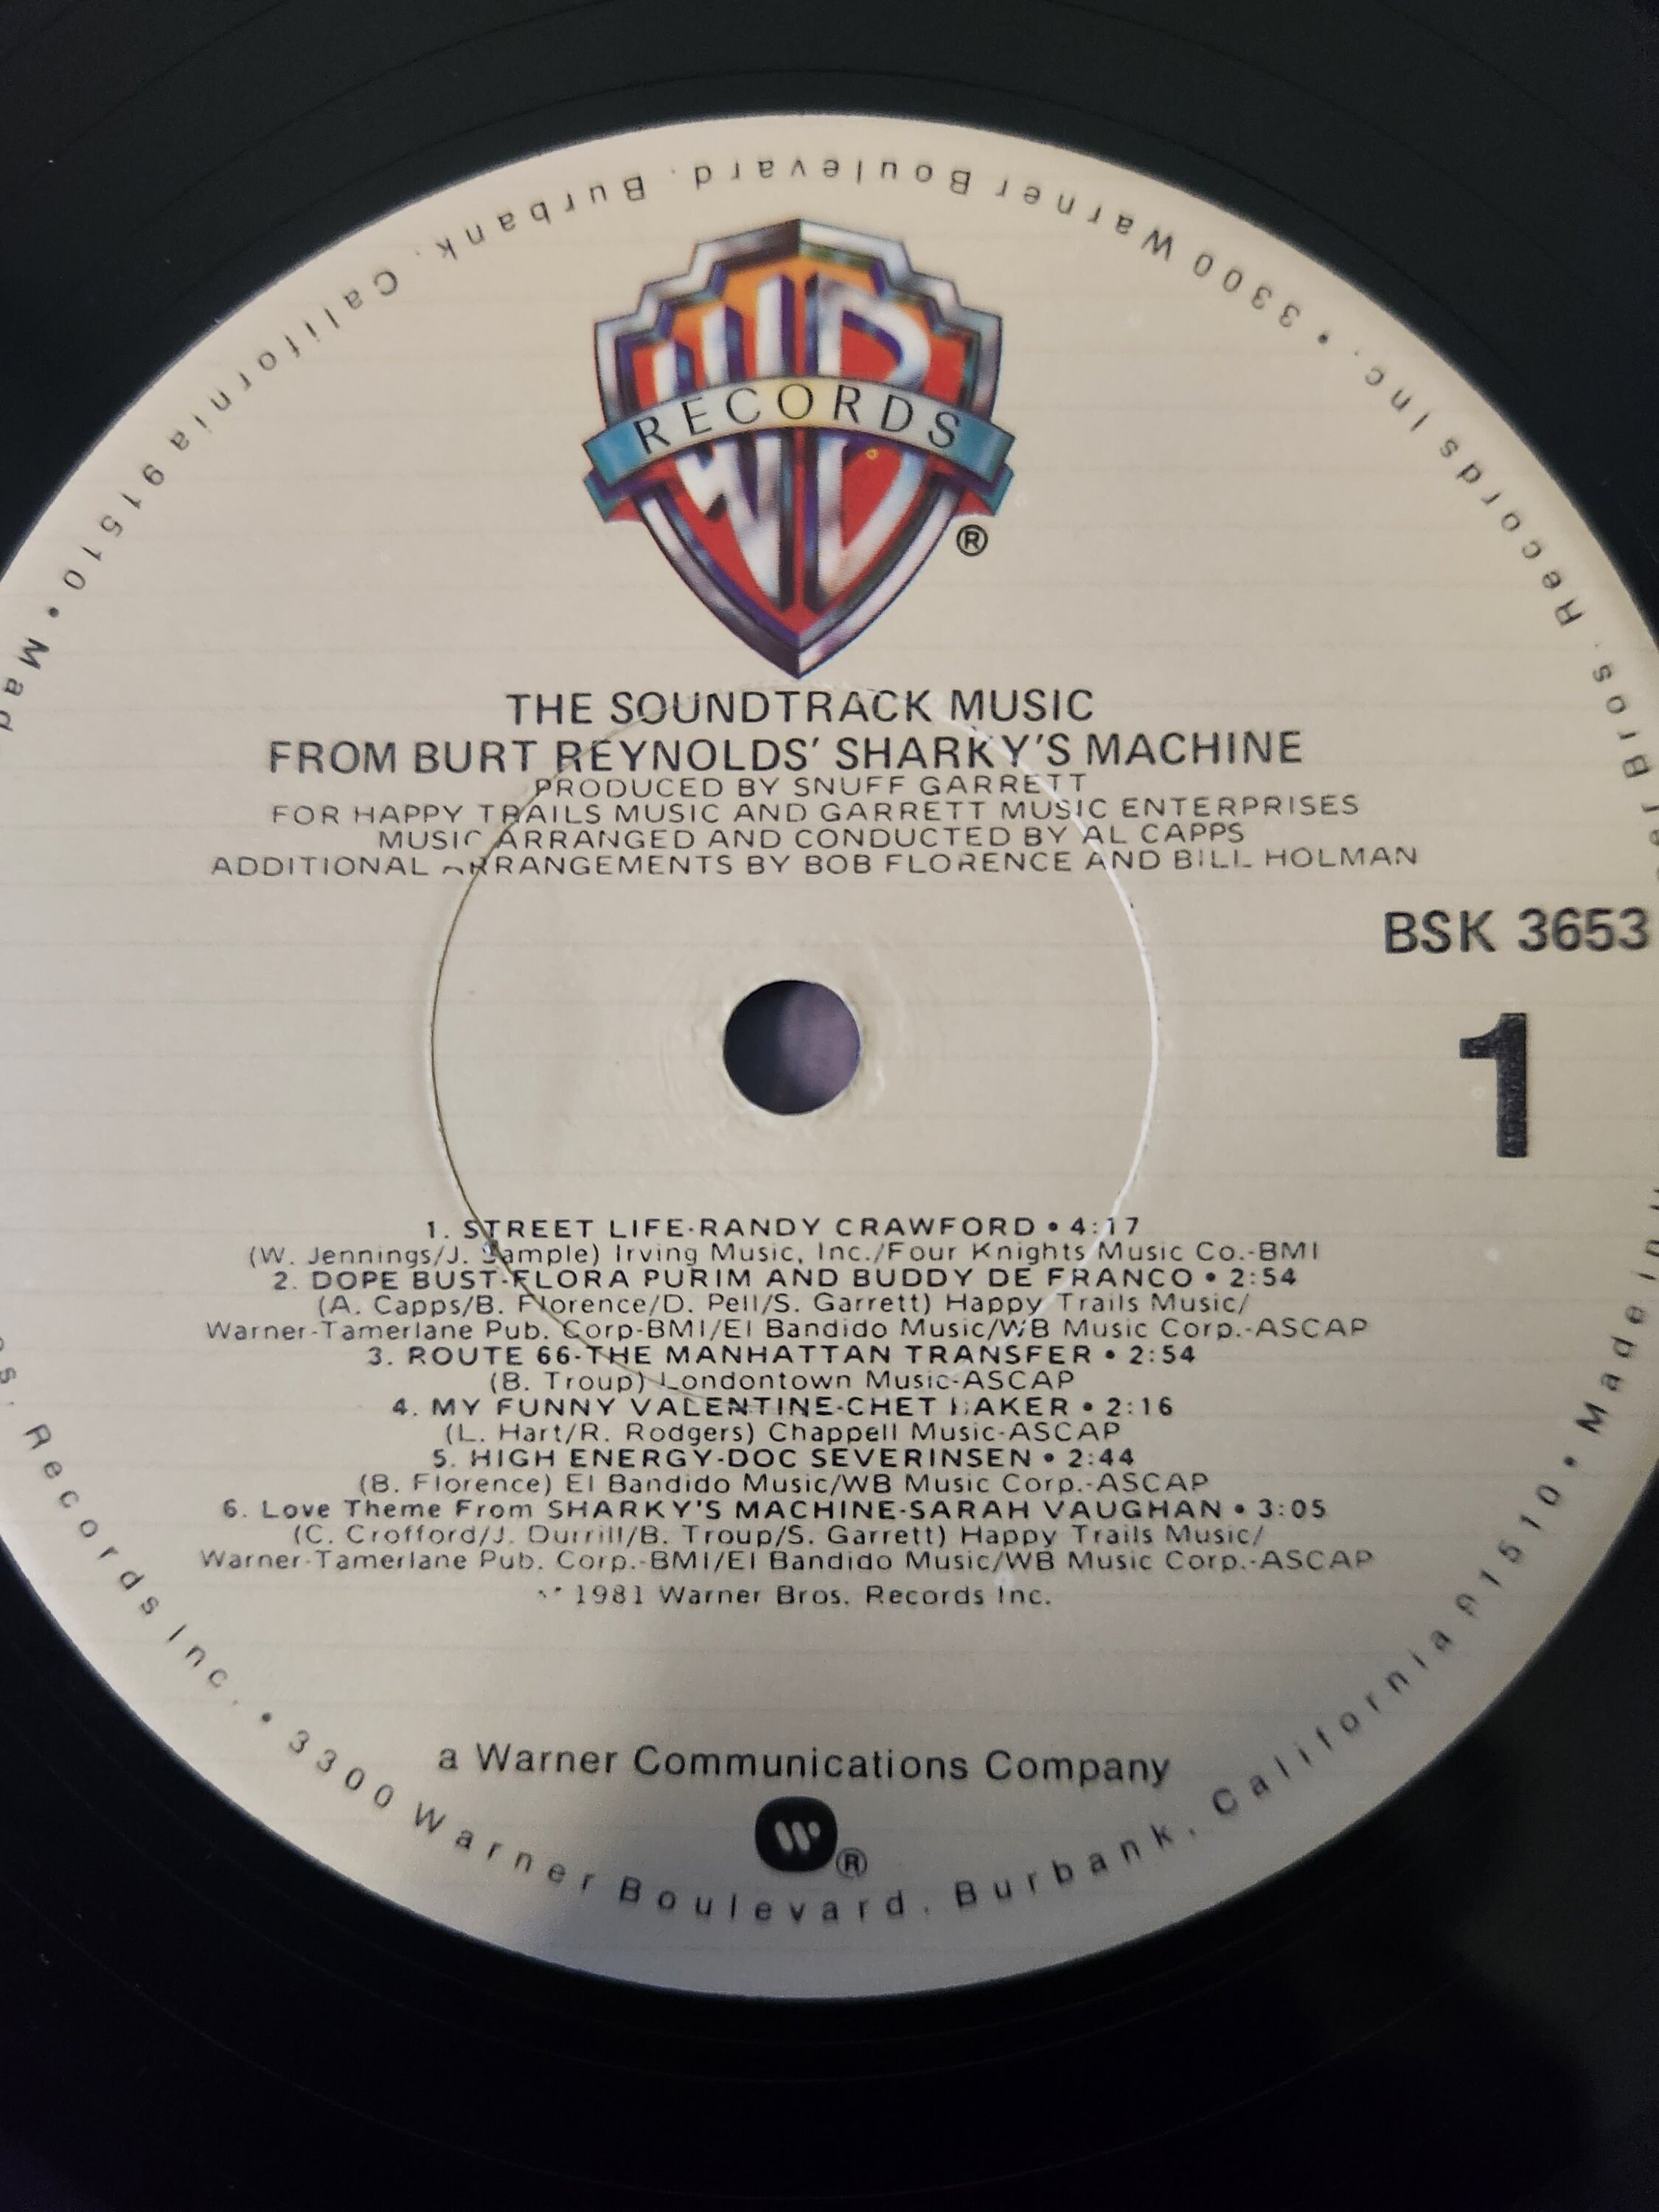 WB
RECORDS
®
THE SOUNDTRACK MUSIC
FROM BURT REYNOLDS' SHARKY'S MACHINE
PRODUCED BY SNUFF GARRETT
FOR HAPPY TRAILS MUSIC AND GARRETT MUSIC ENTERPRISES
MUSIC ARRANGED AND CONDUCTED BY AL CAPPS
ADDITIONAL ARRANGEMENTS BY BOB FLORENCE AND BILL HOLMAN
BSK 3653
1
1. STREET LIFE-RANDY CRAWFORD • 4:17
(W. Jennings/J. Sample) Irving Music, Inc./Four Knights Music Co.-BMI
2. DOPE BUST-FLORA PURIM AND BUDDY DE FRANCO • 2:54
(A. Capps/B. Florence/D. Pell/S. Garrett) Happy Trails Music/
Warner-Tamerlane Pub. Corp-BMI/El Bandido Music/WB Music Corp.-ASCAP
3. ROUTE 66-THE MANHATTAN TRANSFER • 2:54
(B. Troup) Londontown Music-ASCAP
4. MY FUNNY VALENTINE-CHET BAKER • 2:16
(L. Hart/R. Rodgers) Chappell Music-ASCAP
5. HIGH ENERGY-DOC SEVERINSEN • 2:44
(B. Florence) El Bandido Music/WB Music Corp.-ASCAP
6. Love Theme From SHARKY'S MACHINE-SARAH VAUGHAN • 3:05
(C. Crofford/J. Durrill/B. Troup/S. Garrett) Happy Trails Music/
Warner-Tamerlane Pub. Corp.-BMI/El Bandido Music/WB Music Corp.-ASCAP
1981 Warner Bros. Records Inc.
a Warner Communications Company
W ®
Records Inc. • 3300 Warner Boulevard, Burbank, California 91510 • Made in
Bros. Records Inc. • 3300 Warner Boulevard, Burbank, California 91510 •